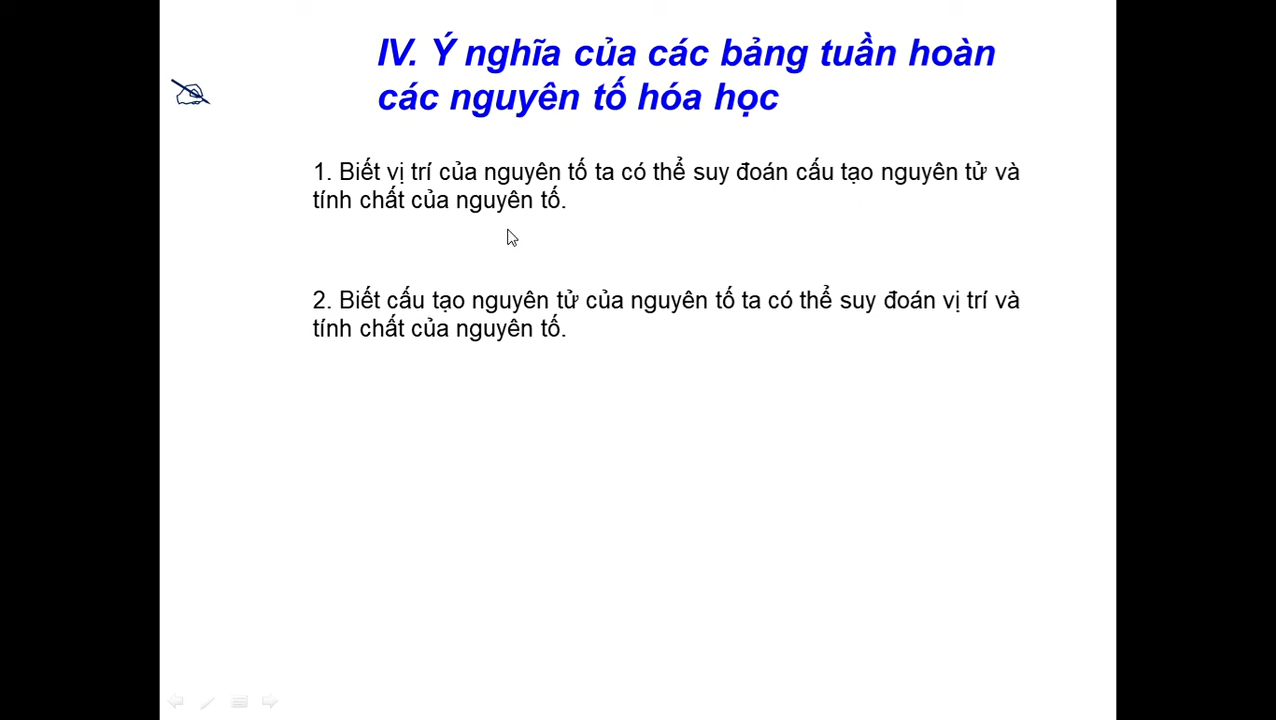 IV. Ý nghĩa của các bảng tuần hoàn
các nguyên tố hóa học
1. Biết vị trí của nguyên tố ta có thể suy đoán cấu tạo nguyên tử và
tính chất của nguyên tố.
2. Biết cấu tạo nguyên tử của nguyên tố ta có thể suy đoán vị trí và
tính chất của nguyên tố.